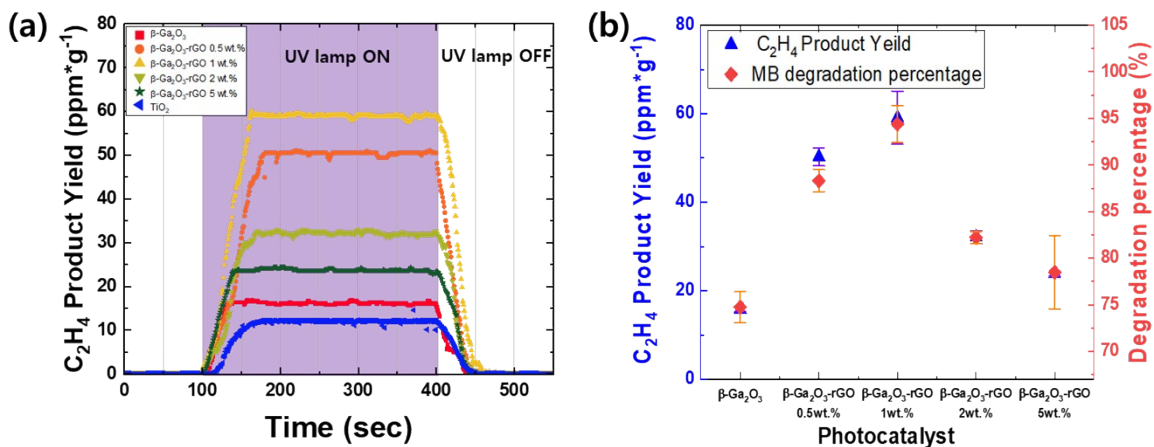 (a)
C₂H₄ Product Yield (ppm*g⁻¹)
80
70
60
50
40
30
20
10
0
β-Ga₂O₃
β-Ga₂O₃-rGO 0.5 wt.%
β-Ga₂O₃-rGO 1 wt.%
β-Ga₂O₃-rGO 2 wt.%
β-Ga₂O₃-rGO 5 wt.%
TiO₂
UV lamp ON
UV lamp OFF
0 100 200 300 400 500
Time (sec)
(b)
C₂H₄ Product Yield (ppm*g⁻¹)
80
60
40
20
0
C₂H₄ Product Yeild
MB degradation percentage
105
100
95
90
85
80
75
70
Degradation percentage (%)
β-Ga₂O₃ β-Ga₂O₃-rGO β-Ga₂O₃-rGO β-Ga₂O₃-rGO β-Ga₂O₃-rGO
0.5wt.% 1wt.% 2wt.% 5wt.%
Photocatalyst